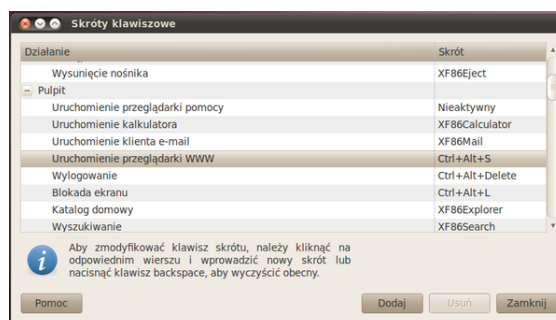 Skróty klawiszowe
Działanie Skrót
Wysunięcie nośnika XF86Eject
Pulpit
Uruchomienie przeglądarki pomocy Nieaktywny
Uruchomienie kalkulatora XF86Calculator
Uruchomienie klienta e-mail XF86Mail
Uruchomienie przeglądarki WWW Ctrl+Alt+S
Wylogowanie Ctrl+Alt+Delete
Blokada ekranu Ctrl+Alt+L
Katalog domowy XF86Explorer
Wyszukiwanie XF86Search
Aby zmodyfikować klawisz skrótu, należy kliknąć na
odpowiednim wierszu i wprowadzić nowy skrót lub
nacisnąć klawisz backspace, aby wyczyścić obecny.
Pomoc Dodaj Usuń Zamknij